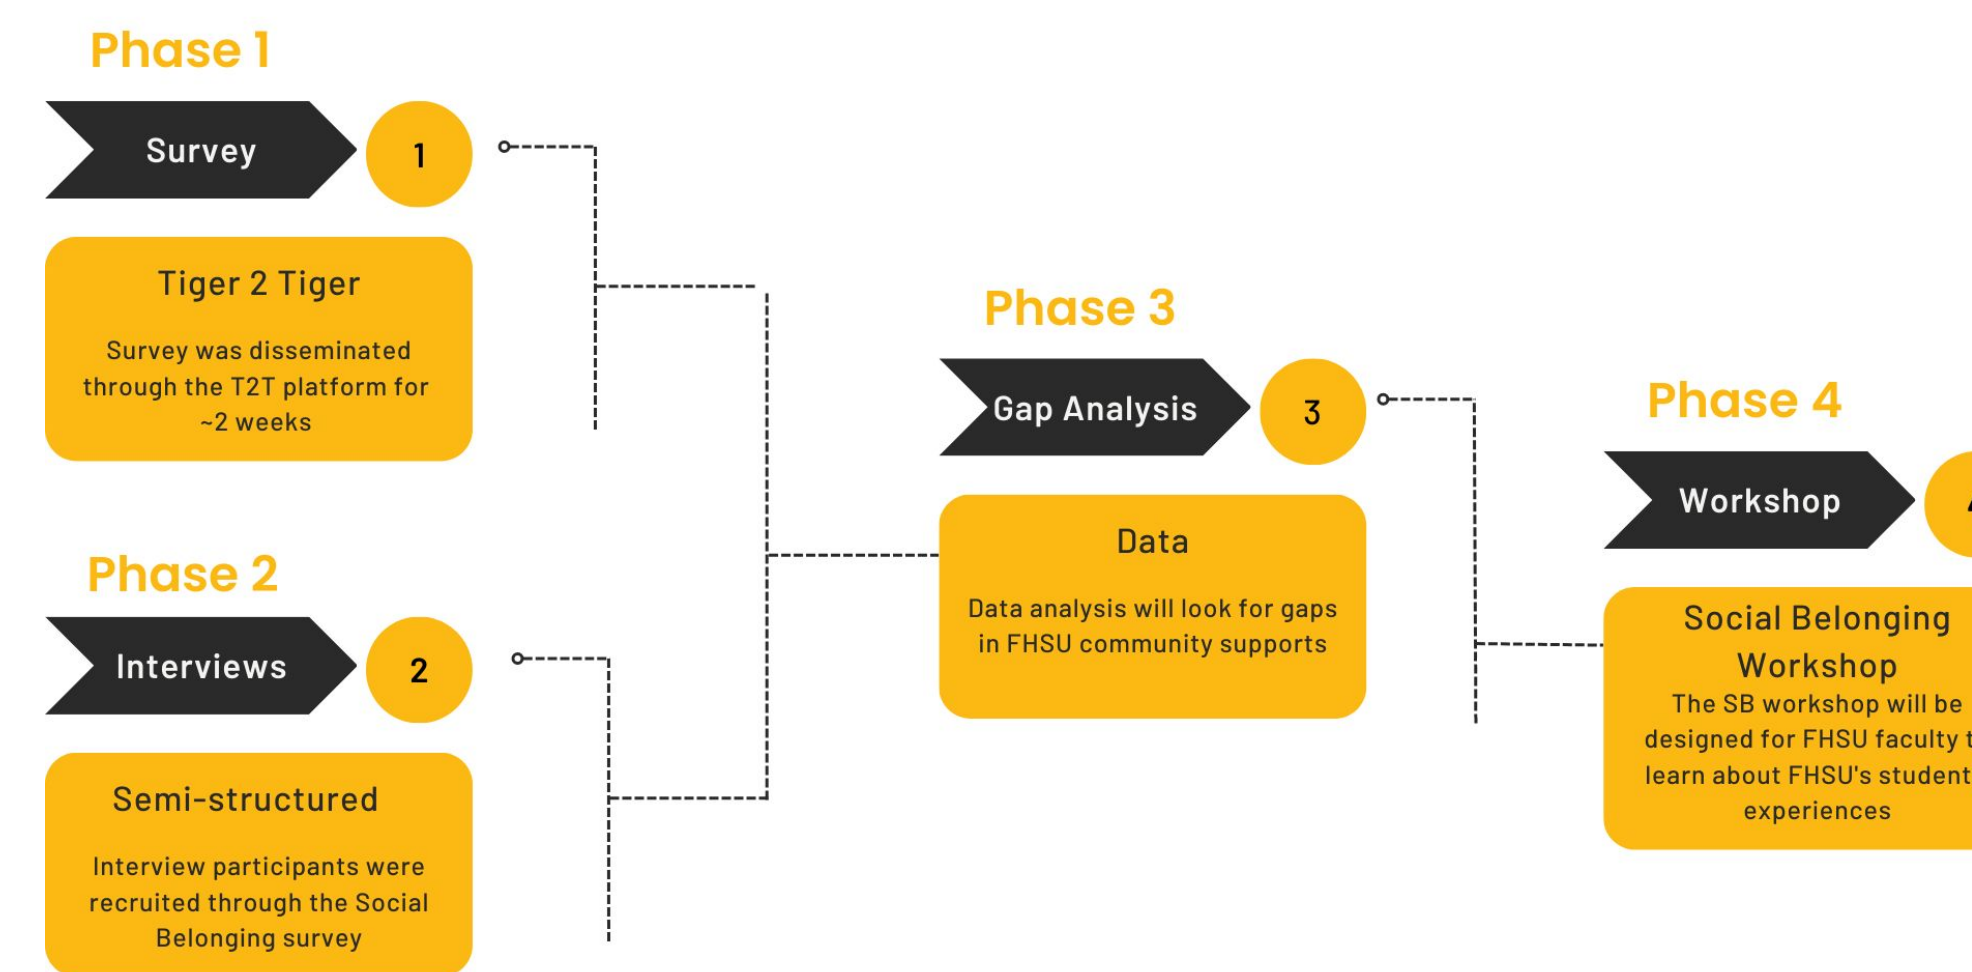 Phase 1
Survey
1
Tiger 2 Tiger
Survey was disseminated
through the T2T platform for
~2 weeks
Phase 2
Interviews
2
Semi-structured
Interview participants were
recruited through the Social
Belonging survey
Phase 3
Gap Analysis
3
Data
Data analysis will look for gaps
in FHSU community supports
Phase 4
Workshop
Social Belonging
Workshop
The SB workshop will be
designed for FHSU faculty
learn about FHSU's student
experiences